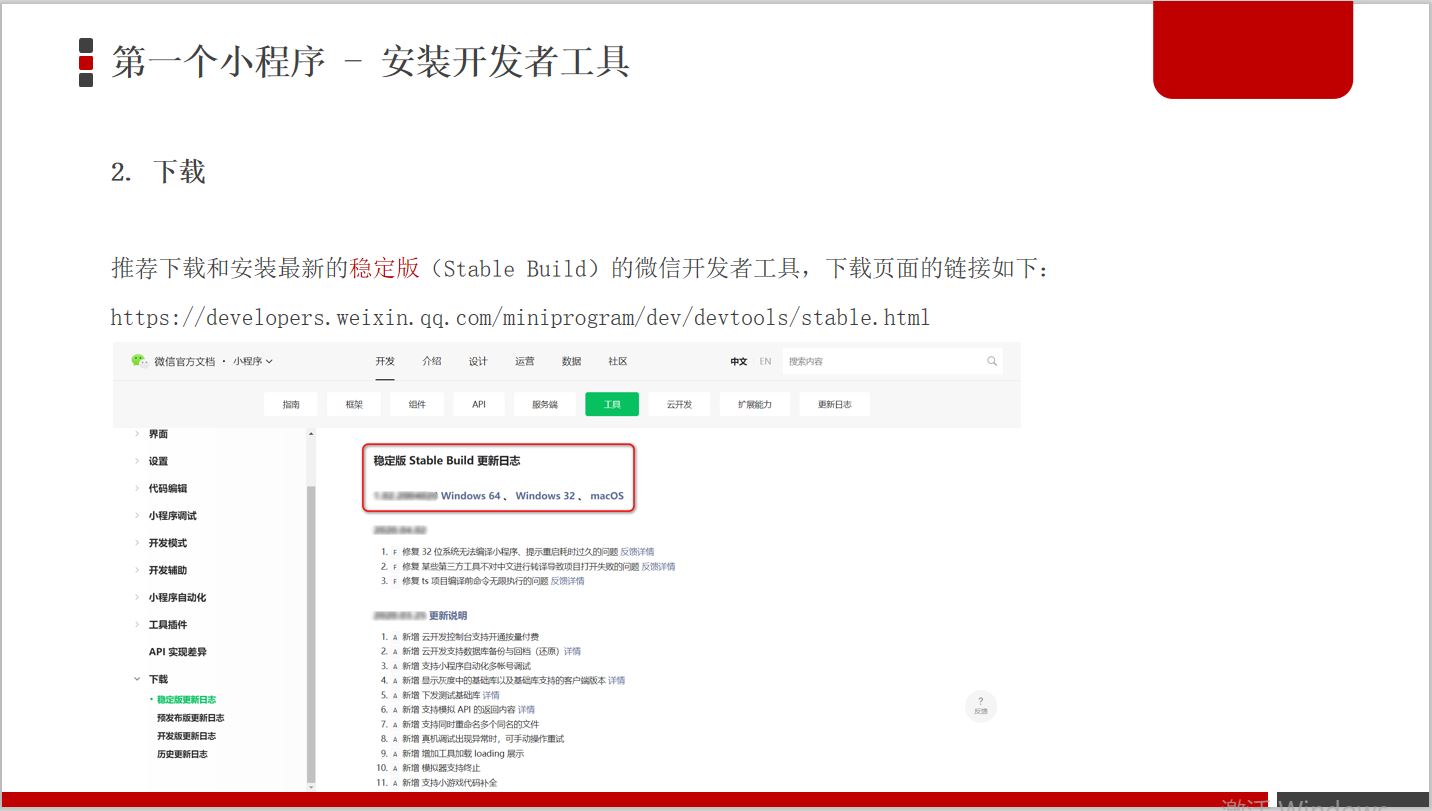 第一个小程序 - 安装开发者工具
2. 下载
推荐下载和安装最新的稳定版（Stable Build）的微信开发者工具，下载页面的链接如下：
https://developers.weixin.qq.com/miniprogram/dev/devtools/stable.html
微信官方文档 · 小程序
开发 介绍 设计 运营 数据 社区
中文 EN 搜索内容
指南 框架 组件 API 服务端 工具 云开发 扩展能力 更新日志
界面
设置
代码编辑
小程序调试
开发模式
开发辅助
小程序自动化
工具插件
API 实现差异
下载
· 稳定版更新日志
预发布版更新日志
开发版更新日志
历史更新日志
稳定版 Stable Build 更新日志
Windows 64 、 Windows 32 、 macOS
1. F 修复 32 位系统无法编译小程序、提示重启耗时过久的问题 反馈详情
2. F 修复 某些第三方工具不对中文进行转译导致项目打开失败的问题 反馈详情
3. F 修复 ts 项目编译前命令无限执行的问题 反馈详情
更新说明
1. A 新增 云开发控制台支持开通按量付费
2. A 新增 云开发支持数据库备份与回档（还原） 详情
3. A 新增 支持小程序自动化多帐号调试
4. A 新增 显示灰度中的基础库以及基础库支持的客户端版本 详情
5. A 新增 下发测试基础库 详情
6. A 新增 支持模拟 API 的返回内容 详情
7. A 新增 支持同时重命名多个同名的文件
8. A 新增 真机调试出现异常时，可手动操作重试
9. A 新增 增加工具加载 loading 展示
10. A 新增 模拟器支持终止
11. A 新增 支持小游戏代码补全
?
反馈